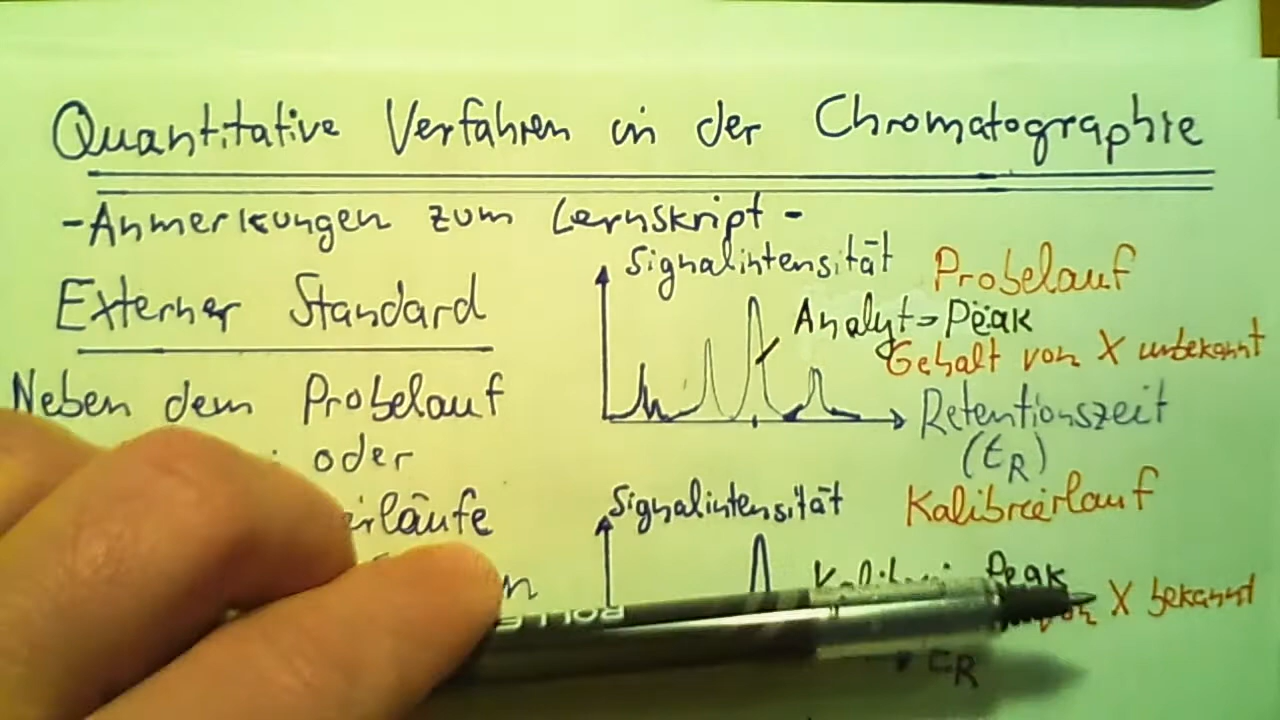 Quantitative Verfahren in der Chromatographie
-Anmerkungen zum Lernskript-
Externer Standard
Neben dem Probelauf
oder
Signalintensität
Probelauf
Analyt-Peak
Gehalt von X unbekannt
Retentionszeit
(tR)
Signalintensität
Kalibrierlauf
Peak
von X bekannt
tR